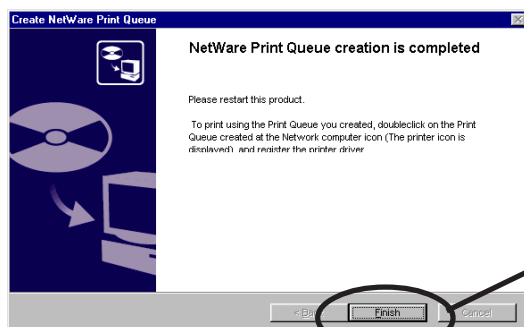 Create NetWare Print Queue
NetWare Print Queue creation is completed
Please restart this product.
To print using the Print Queue you created, doubleclick on the Print
Queue created at the Network computer icon (The printer icon is
displayed), and register the printer driver
< Back
Finish
Cancel